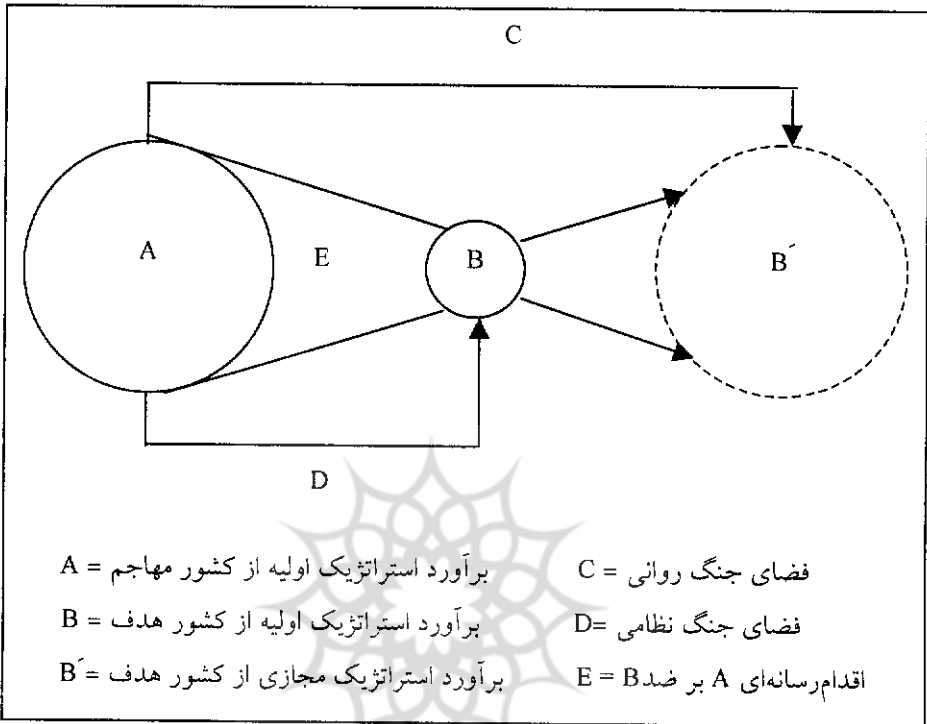 C
A
E
B
B´
D
برآورد استراتژیک اولیه از کشور مهاجم = A
فضای جنگ روانی = C
برآورد استراتژیک اولیه از کشور هدف = B
فضای جنگ نظامی =D
برآورد استراتژیک مجازی از کشور هدف = B´
اقدام‌رسانه‌ای A بر ضد E = B